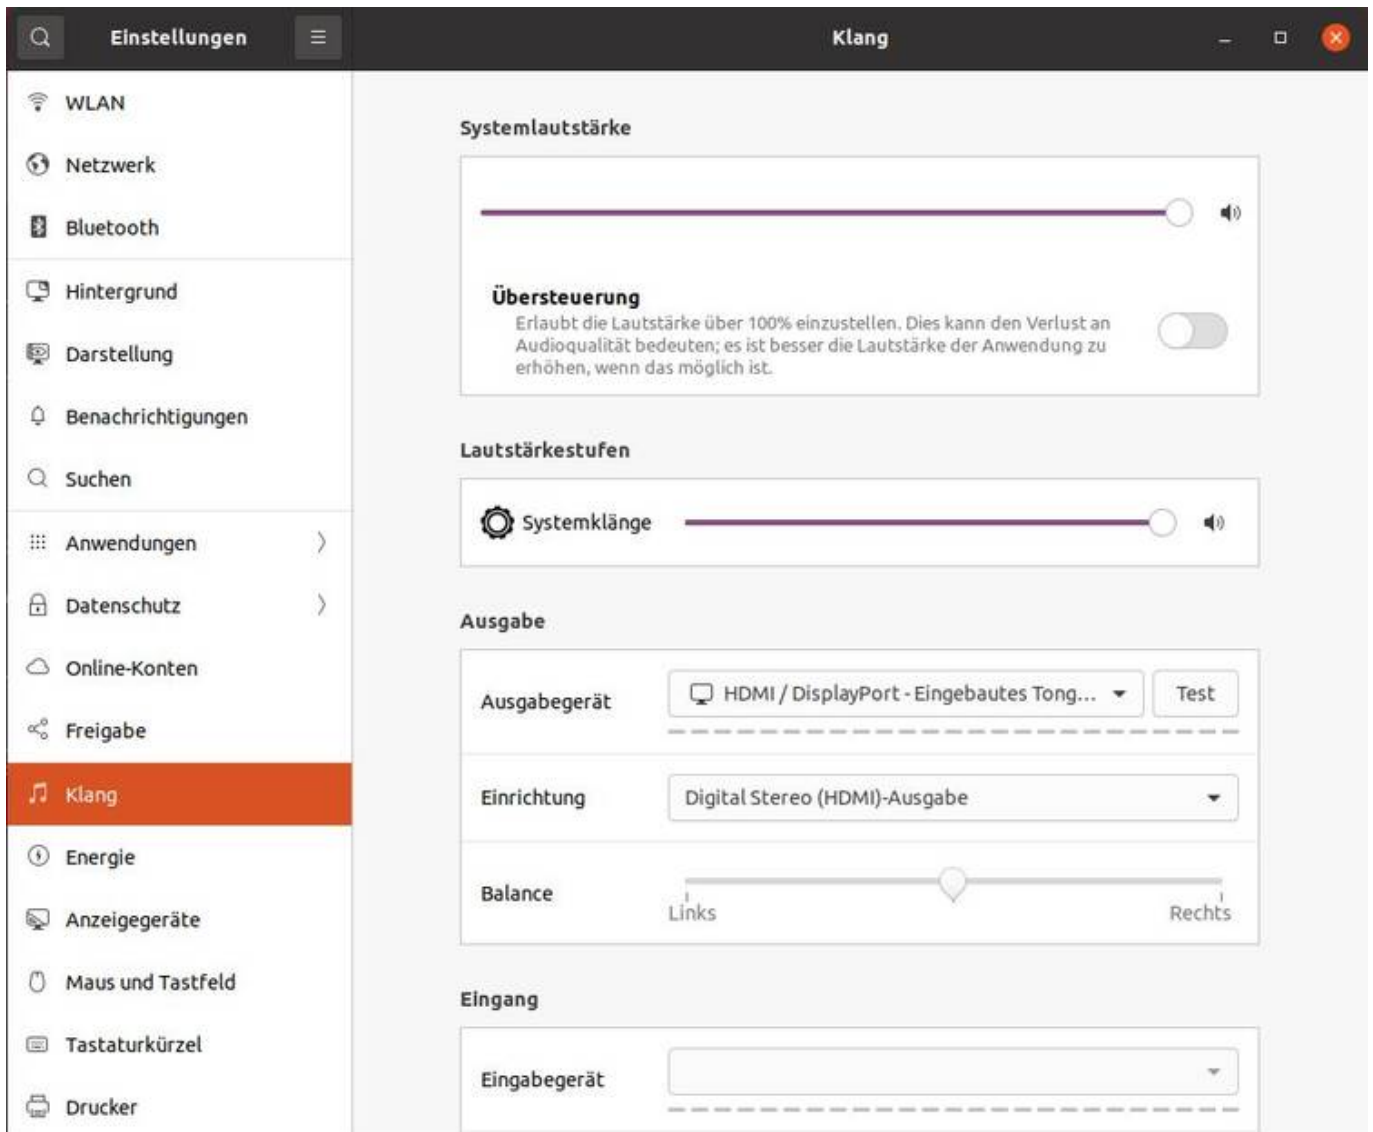 Einstellungen
Klang
WLAN
Netzwerk
Bluetooth
Hintergrund
Darstellung
Benachrichtigungen
Suchen
Anwendungen
Datenschutz
Online-Konten
Freigabe
Klang
Energie
Anzeigegeräte
Maus und Tastfeld
Tastaturkürzel
Drucker
Systemlautstärke
Übersteuerung
Erlaubt die Lautstärke über 100% einzustellen. Dies kann den Verlust an
Audioqualität bedeuten; es ist besser die Lautstärke der Anwendung zu
erhöhen, wenn das möglich ist.
Lautstärkestufen
Systemklänge
Ausgabe
Ausgabegerät
HDMI / DisplayPort - Eingebautes Tong...
Test
Einrichtung
Digital Stereo (HDMI)-Ausgabe
Balance
Links
Rechts
Eingang
Eingabegerät